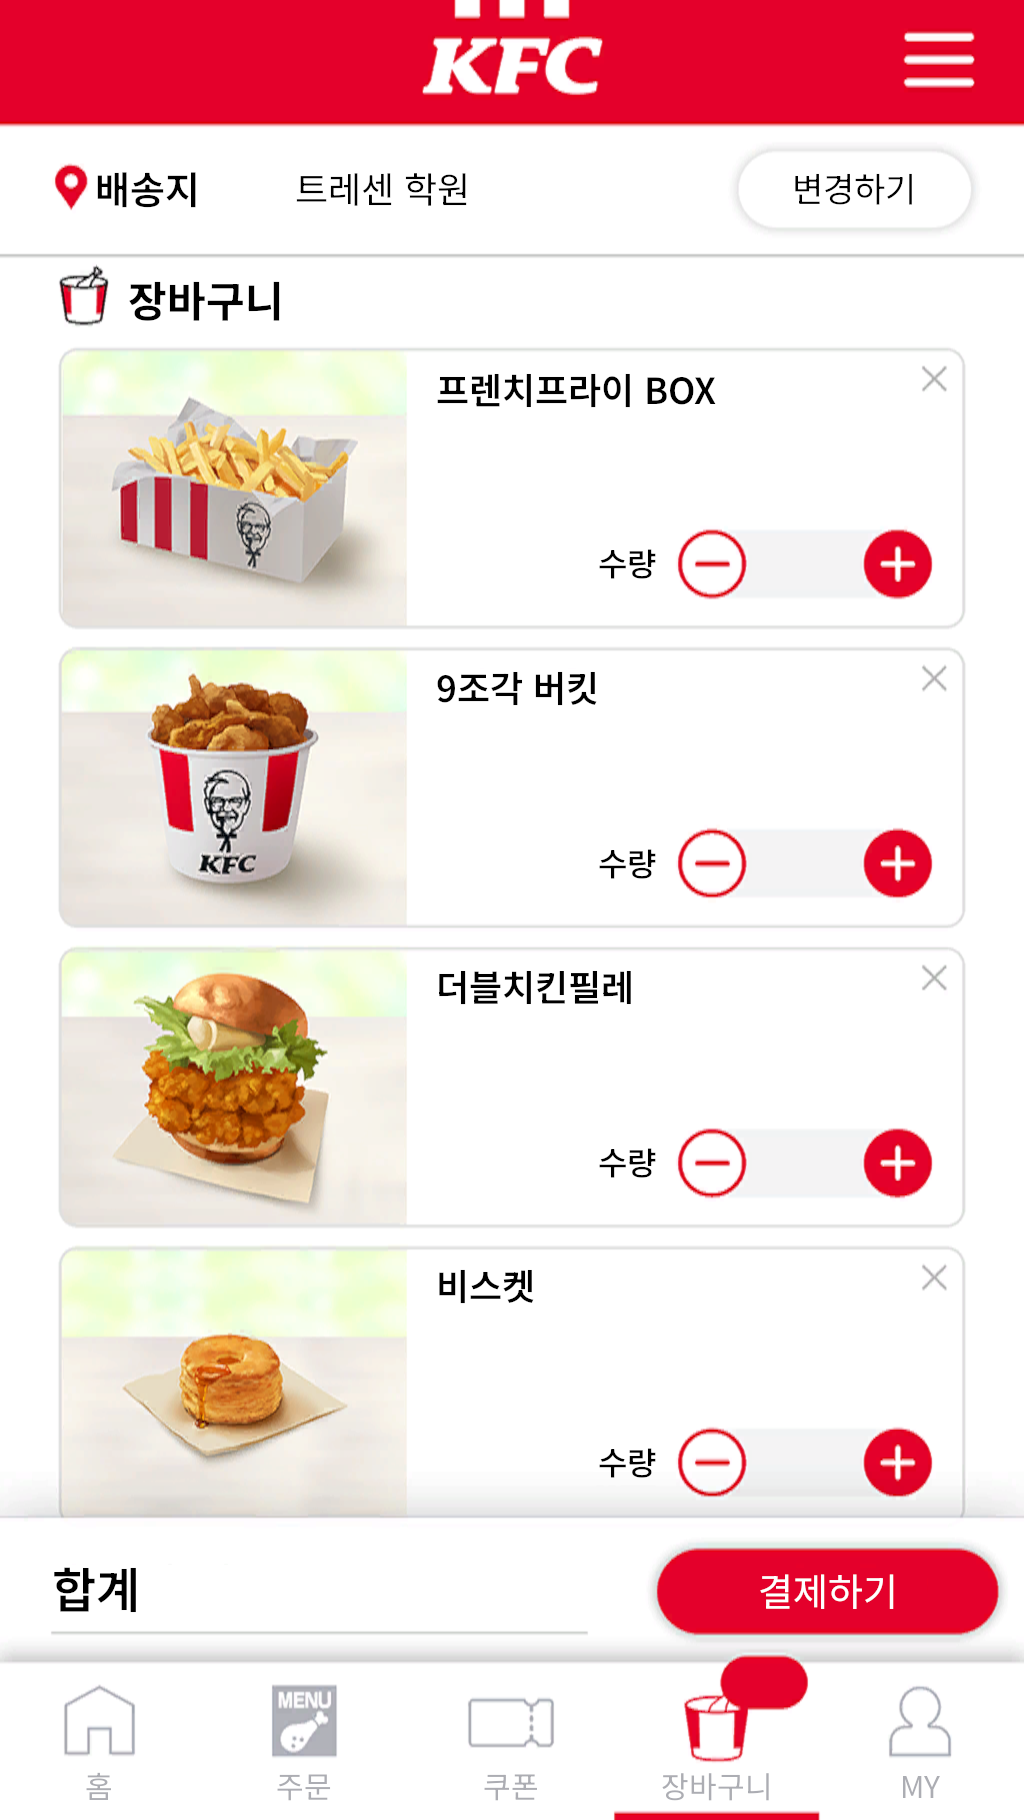 KFC
배송지
트레센 학원
변경하기
장바구니
프렌치프라이 BOX
수량
9조각 버킷
KFC
수량
더블치킨필레
수량
비스켓
수량
합계
결제하기
MENU
홈
주문
쿠폰
장바구니
MY